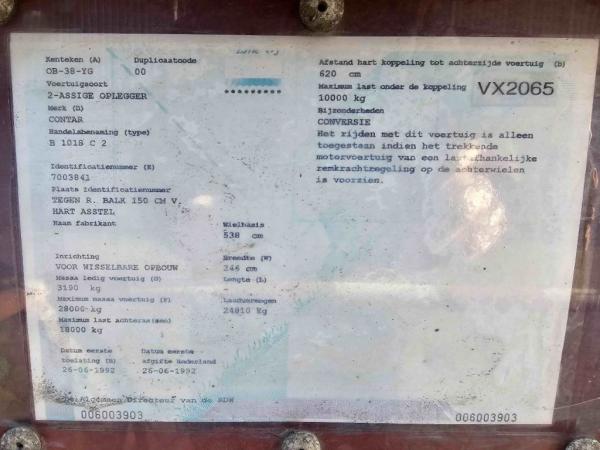 Kenteken (A) Duplicaatcode
OB-38-YG 00
Voertuigsoort
2-ASSIGE OPLEGGER
Merk (D)
CONTAR
Handelsbenaming (type)
B 1018 C 2
Identificatienummer (E)
7003841
Plaats identificatienummer
TEGEN R. BALK 150 CM V.
HART ASSTEL
Naam fabrikant
-
Wielbasis
538 cm
Inrichting
VOOR WISSELBARE OPBOUW
Breedte (W)
246 cm
Massa ledig voertuig (G)
3190 kg
Lengte (L)
-
Maximum massa voertuig (F)
28000 kg
Laadvermogen
24810 Kg
Maximum last achteras(sen)
18000 kg
Datum eerste toelating (B)
26-06-1992
Datum eerste afgifte Nederland
26-06-1992
Algemeen Directeur van de RDW
006003903
Afstand hart koppeling tot achterzijde voertuig (b)
620 cm
Maximum last onder de koppeling
10000 kg
VX2065
Bijzonderheden
CONVERSIE
Het rijden met dit voertuig is alleen
toegestaan indien het trekkende
motorvoertuig van een lastafhankelijke
remkrachtregeling op de achterwielen
is voorzien.
006003903